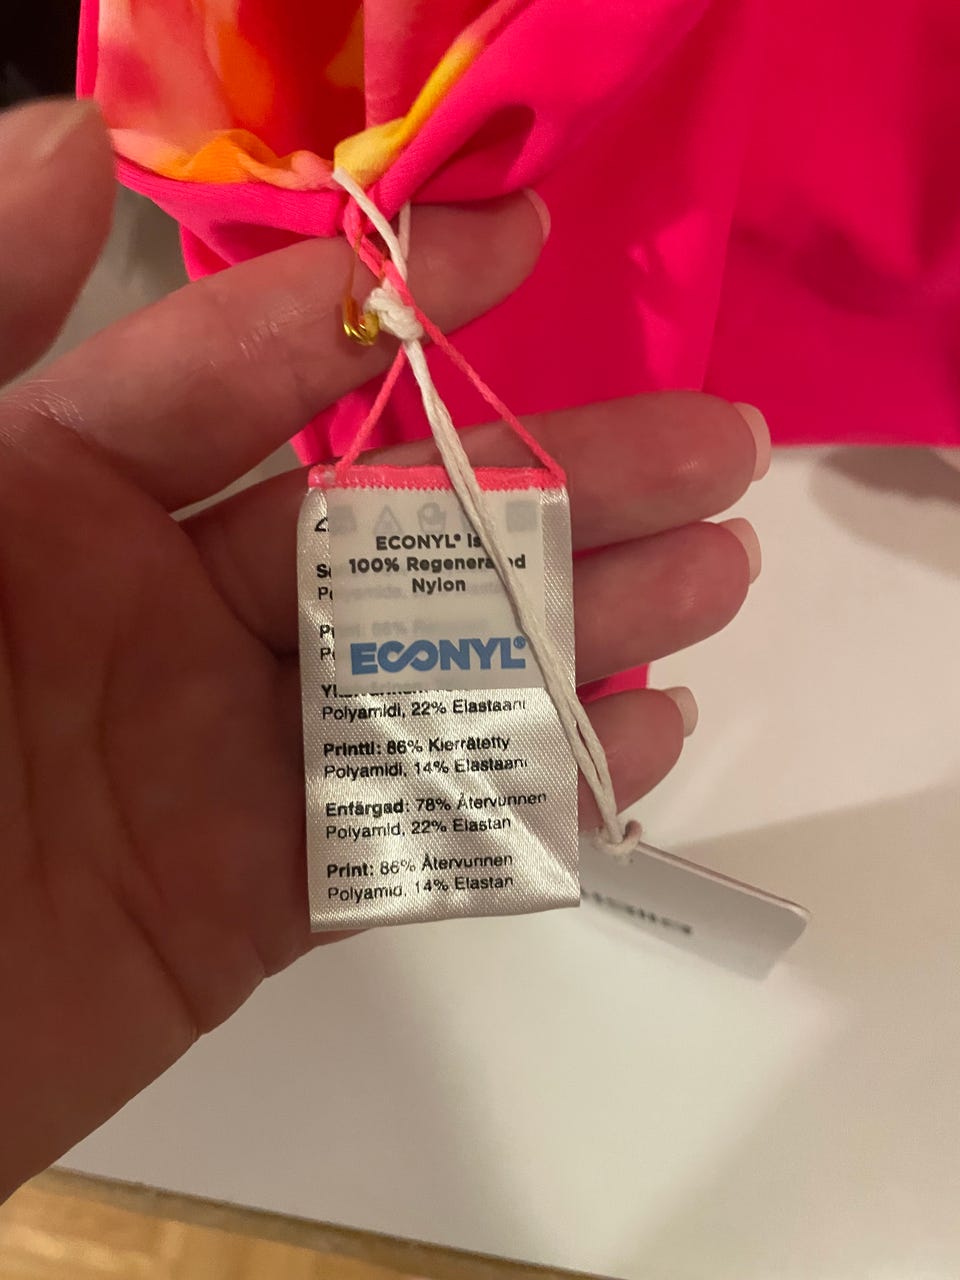 ECONYL® is
100% Regenerated
Nylon
ECONYL®
Polyamidi, 22% Elastaani
Printti: 86% Kierrätetty
Polyamidi, 14% Elastaani
Enfärgad: 78% Återvunnen
Polyamid, 22% Elastan
Print: 86% Återvunnen
Polyamid, 14% Elastan